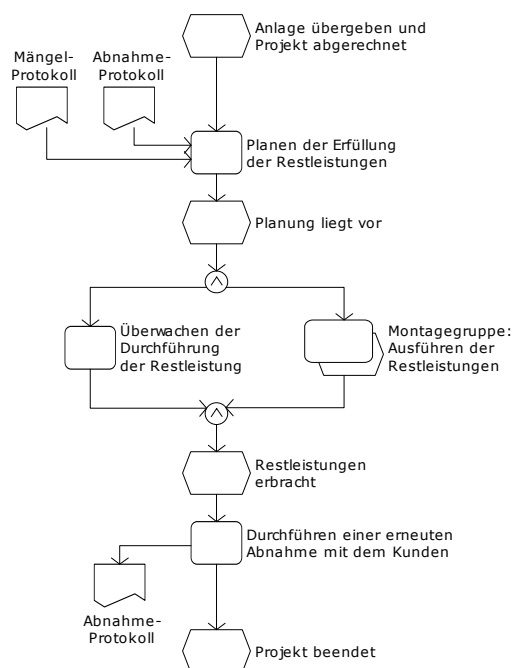 Anlage übergeben und
Projekt abgerechnet
Mängel-
Protokoll
Abnahme-
Protokoll
Planen der Erfüllung
der Restleistungen
Planung liegt vor
Überwachen der
Durchführung
der Restleistung
Montagegruppe:
Ausführen der
Restleistungen
Restleistungen
erbracht
Durchführen einer erneuten
Abnahme mit dem Kunden
Abnahme-
Protokoll
Projekt beendet